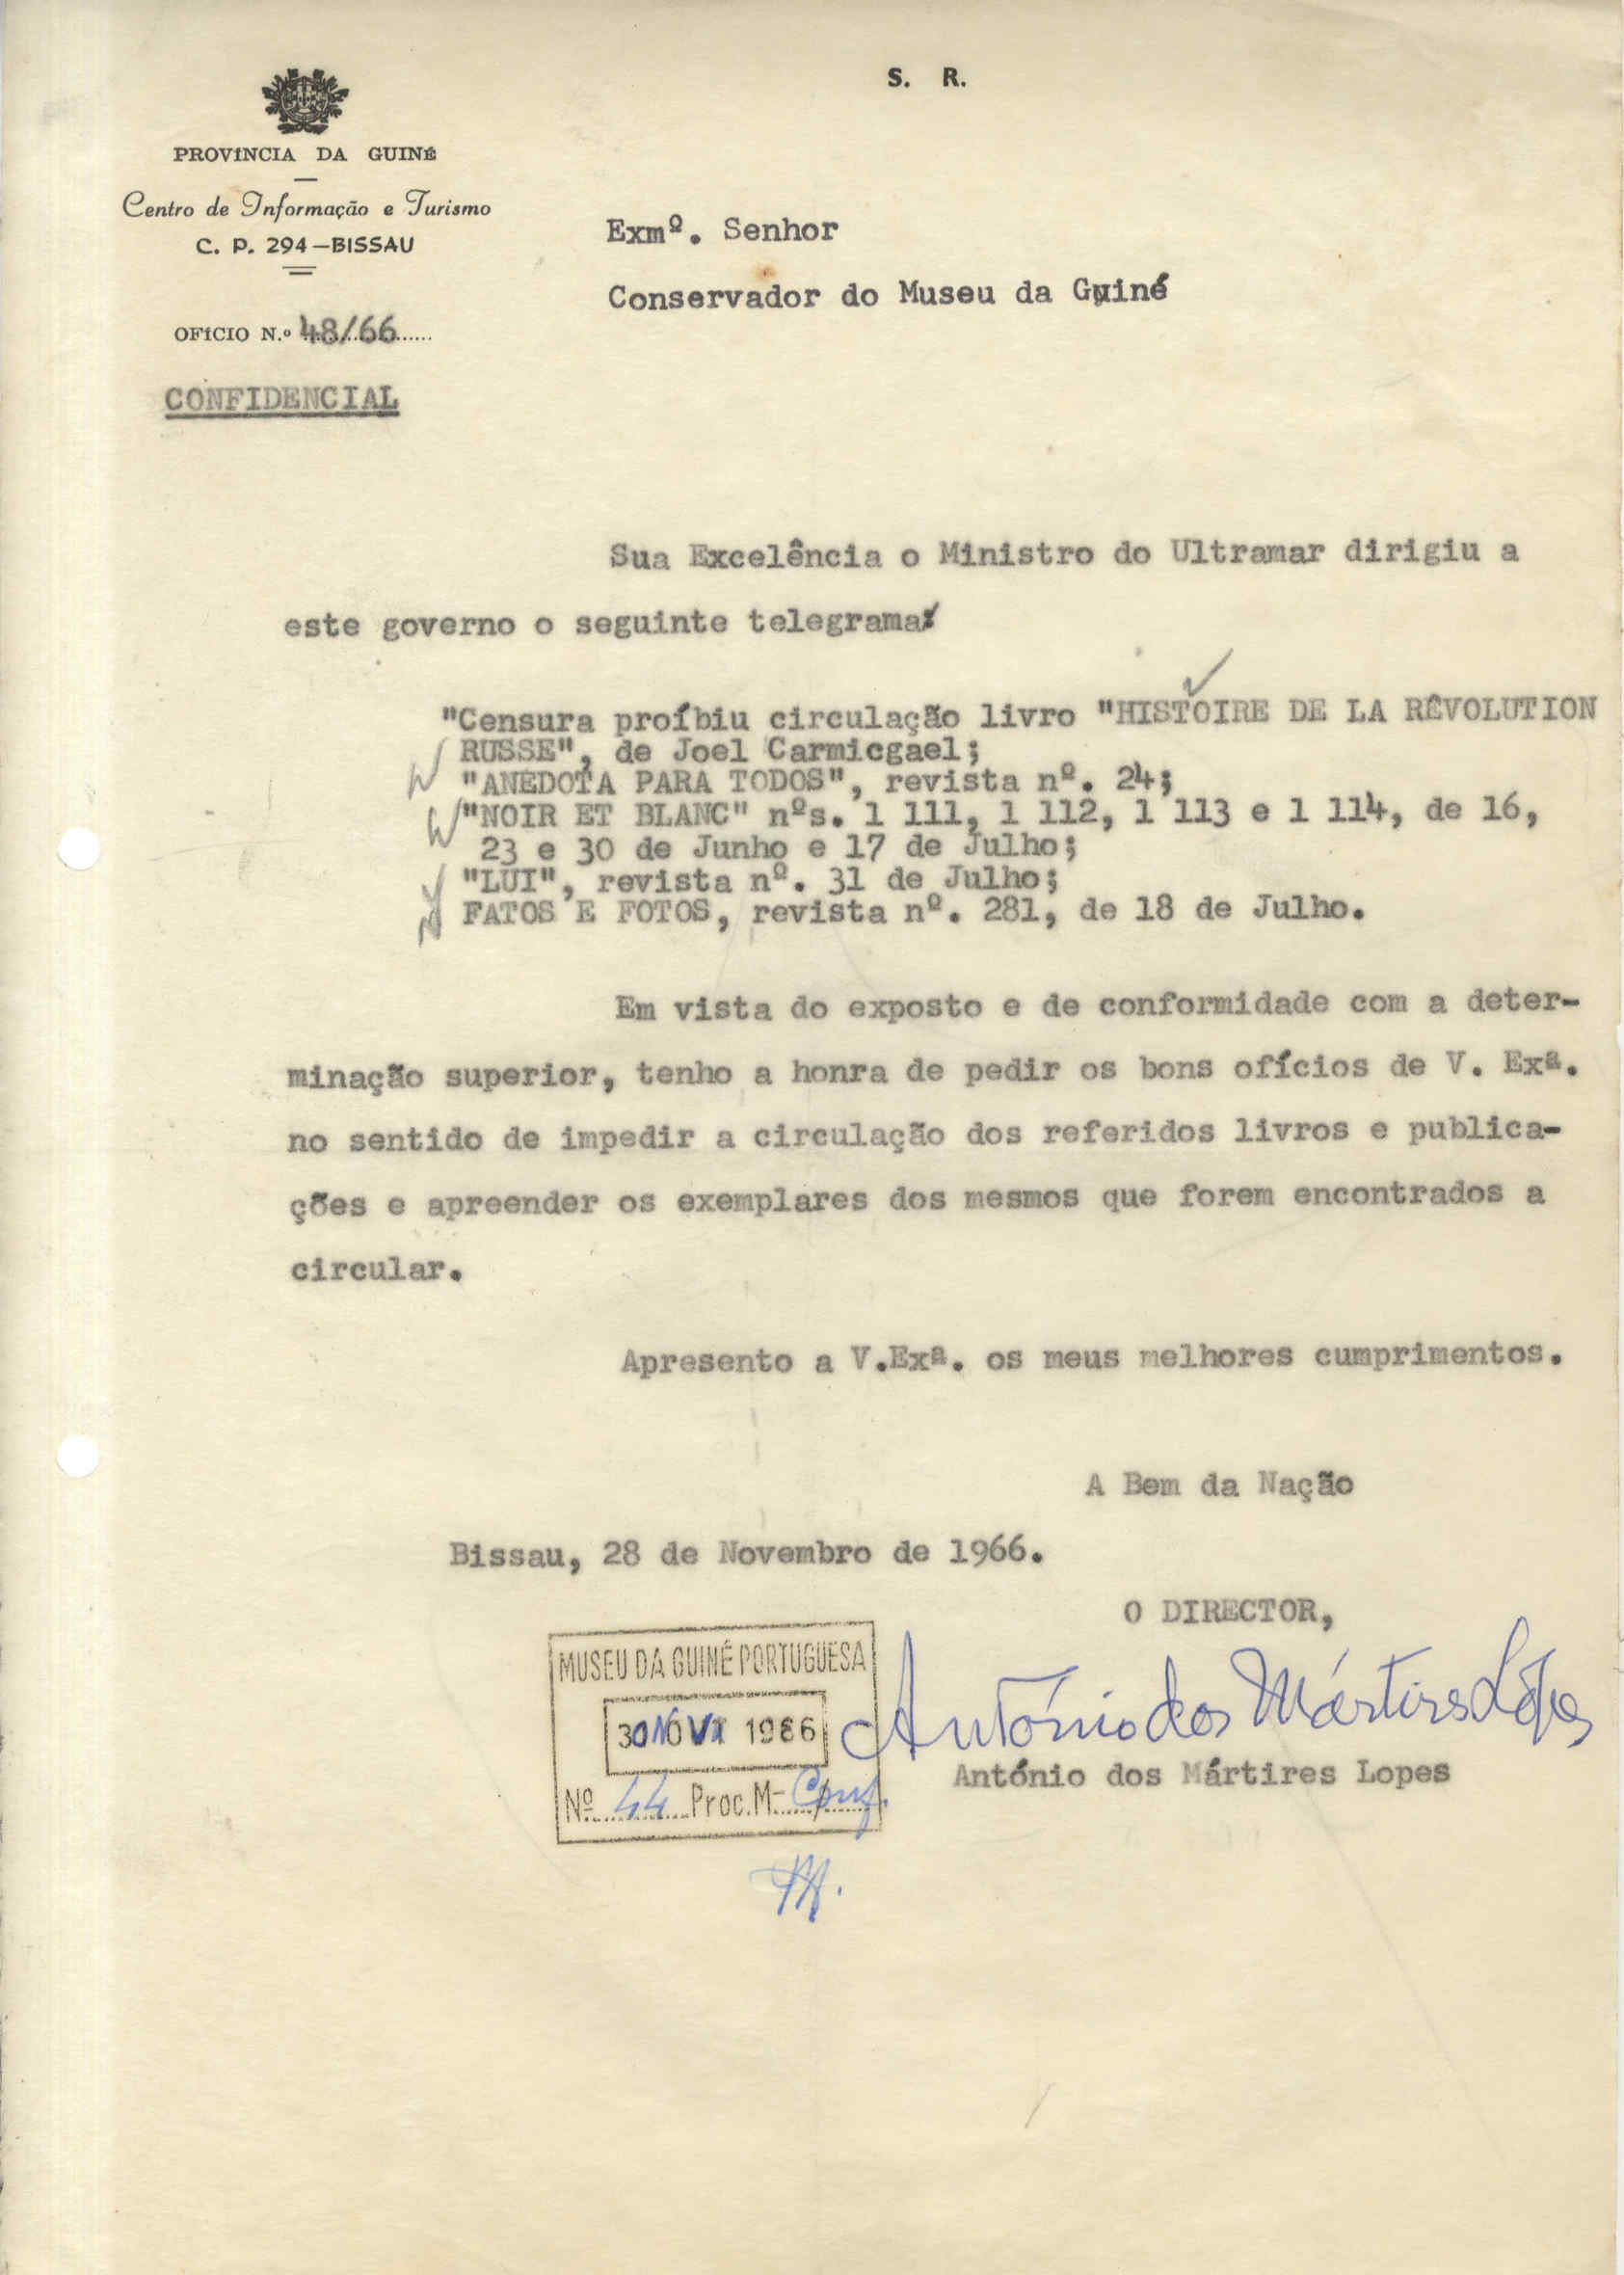 S. R.
PROVÍNCIA DA GUINÉ
Centro de Informação e Turismo
C. P. 294—BISSAU
OFÍCIO N.º 48/66
CONFIDENCIAL
Exmº. Senhor
Conservador do Museu da Guiné
Sua Excelência o Ministro do Ultramar dirigiu a
este governo o seguinte telegrama:
"Censura proíbiu circulação livro "HISTOIRE DE LA RÊVOLUTION
RUSSE", de Joel Carmicgael;
"ANEDOTA PARA TODOS", revista nº. 24;
"NOIR ET BLANC" nºs. 1 111, 1 112, 1 113 e 1 114, de 16,
23 e 30 de Junho e 17 de Julho;
"LUI", revista nº. 31 de Julho;
FATOS E FOTOS, revista nº. 281, de 18 de Julho.
Em vista do exposto e de conformidade com a deter-
minação superior, tenho a honra de pedir os bons ofícios de V. Exª.
no sentido de impedir a circulação dos referidos livros e publica-
ções e apreender os exemplares dos mesmos que forem encontrados a
circular.
Apresento a V.Exª. os meus melhores cumprimentos.
A Bem da Nação
Bissau, 28 de Novembro de 1966.
O DIRECTOR,
António dos Mártires Lopes
António dos Mártires Lopes
MUSEU DA GUINÉ PORTUGUESA
30 NOV 1966
Nº 44 Proc. M- Conf.